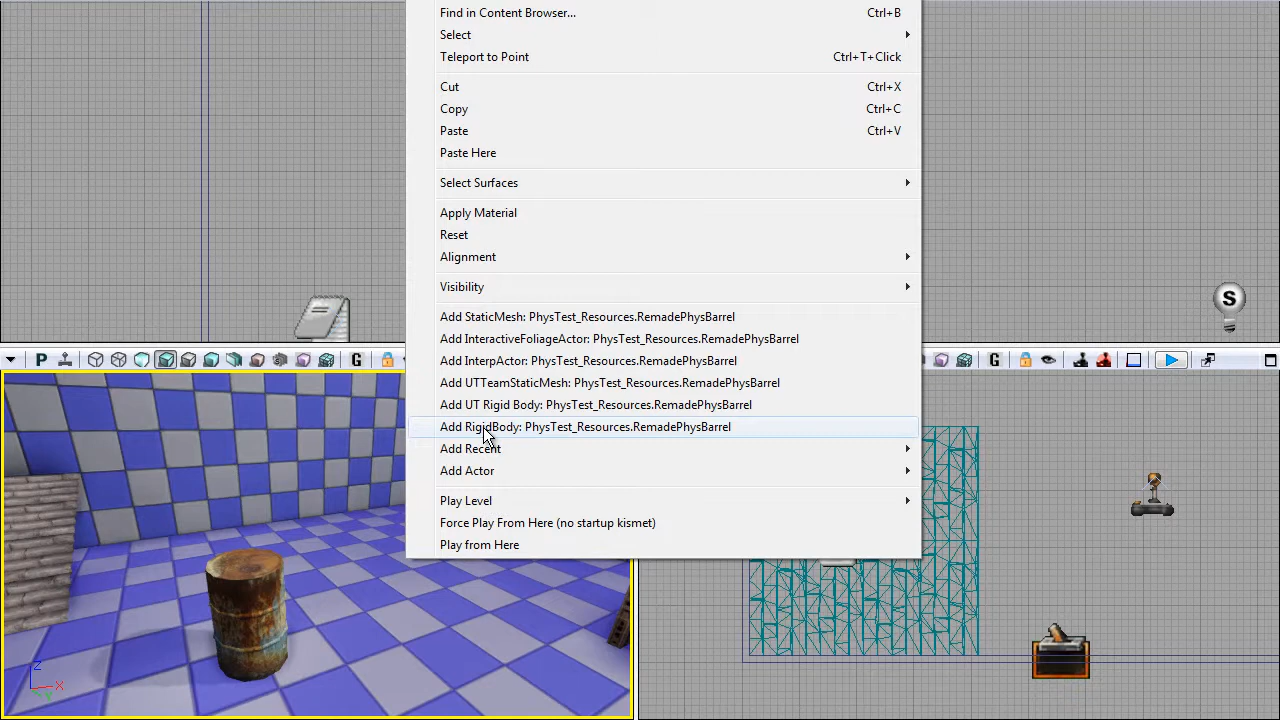 Find in Content Browser... Ctrl+B
Select
Teleport to Point Ctrl+T+Click
Cut Ctrl+X
Copy Ctrl+C
Paste Ctrl+V
Paste Here
Select Surfaces
Apply Material
Reset
Alignment
Visibility
Add StaticMesh: PhysTest_Resources.RemadePhysBarrel
Add InteractiveFoliageActor: PhysTest_Resources.RemadePhysBarrel
Add InterpActor: PhysTest_Resources.RemadePhysBarrel
Add UTTeamStaticMesh: PhysTest_Resources.RemadePhysBarrel
Add UT Rigid Body: PhysTest_Resources.RemadePhysBarrel
Add RigidBody: PhysTest_Resources.RemadePhysBarrel
Add Recent
Add Actor
Play Level
Force Play From Here (no startup kismet)
Play from Here
S
P G
G
Z
X
Y